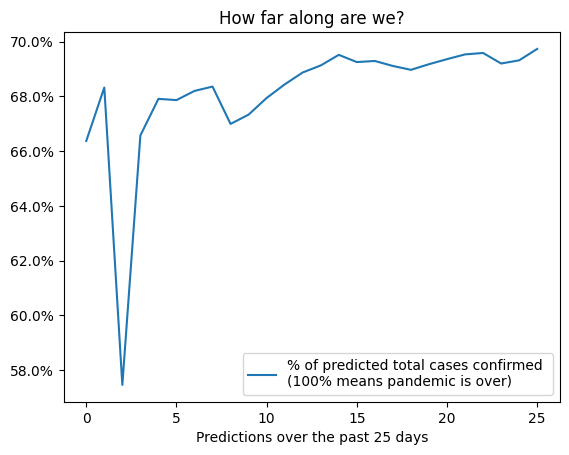 How far along are we?
70.0%
68.0%
66.0%
64.0%
62.0%
60.0%
58.0%
0 5 10 15 20 25
% of predicted total cases confirmed
(100% means pandemic is over)
Predictions over the past 25 days